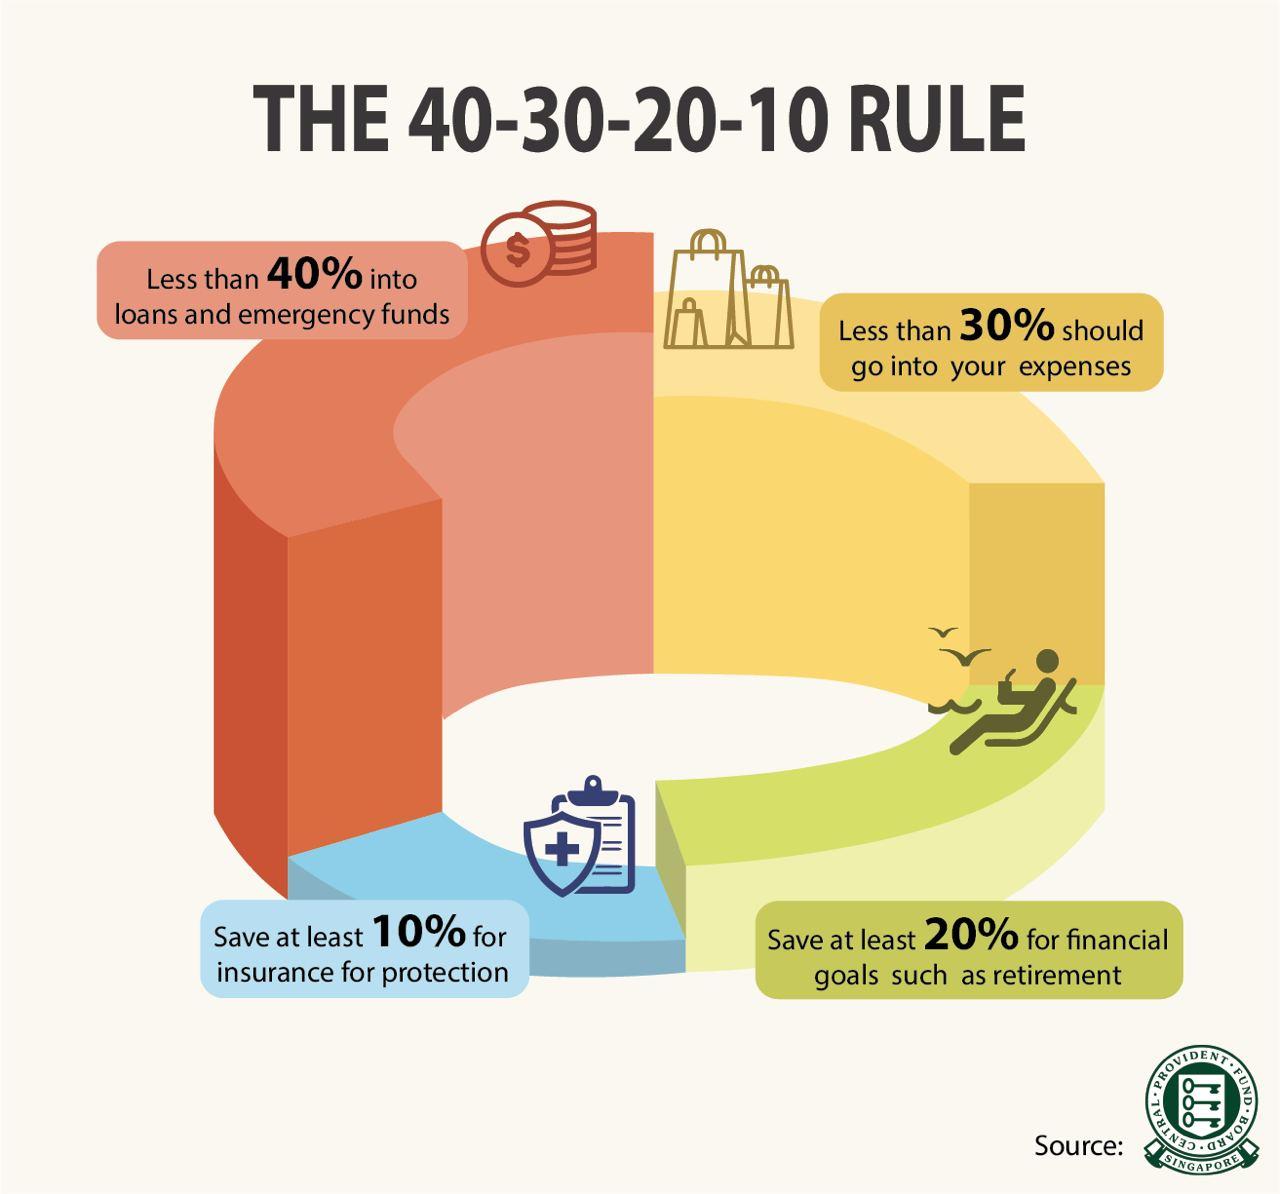 THE 40-30-20-10 RULE
Less than 40% into
loans and emergency funds
Less than 30% should
go into your expenses
Save at least 10% for
insurance for protection
Save at least 20% for financial
goals such as retirement
Source:
CENTRAL · PROVIDENT · FUND · BOARD
SINGAPORE